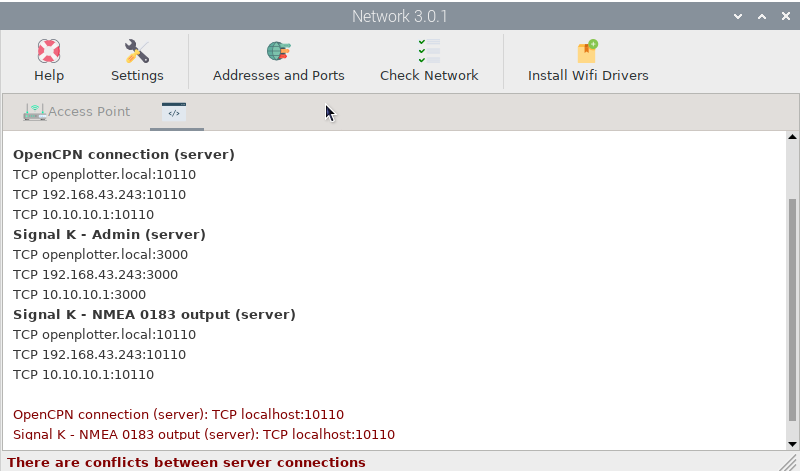 Network 3.0.1
Help Settings Addresses and Ports Check Network Install Wifi Drivers
Access Point </>
OpenCPN connection (server)
TCP openplotter.local:10110
TCP 192.168.43.243:10110
TCP 10.10.10.1:10110
Signal K - Admin (server)
TCP openplotter.local:3000
TCP 192.168.43.243:3000
TCP 10.10.10.1:3000
Signal K - NMEA 0183 output (server)
TCP openplotter.local:10110
TCP 192.168.43.243:10110
TCP 10.10.10.1:10110
OpenCPN connection (server): TCP localhost:10110
Signal K - NMEA 0183 output (server): TCP localhost:10110
There are conflicts between server connections